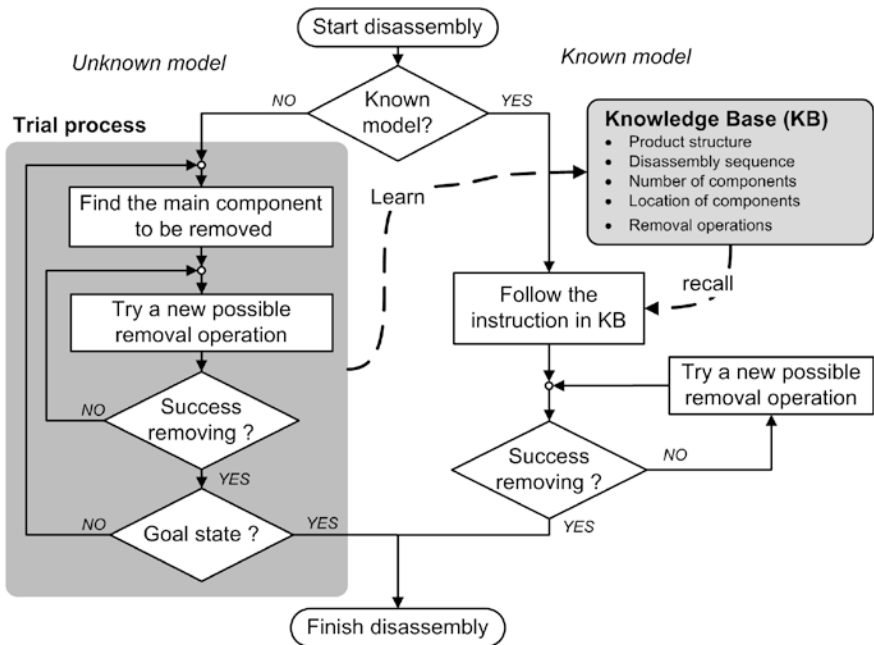 Start disassembly
Unknown model
Known model
Known
model?
NO
YES
Trial process
Knowledge Base (KB)
• Product structure
• Disassembly sequence
• Number of components
• Location of components
• Removal operations
Find the main component
to be removed
Learn
recall
Try a new possible
removal operation
Follow the
instruction in KB
Try a new possible
removal operation
Success
removing ?
NO
YES
Success
removing ?
NO
YES
Goal state ?
NO
YES
Finish disassembly